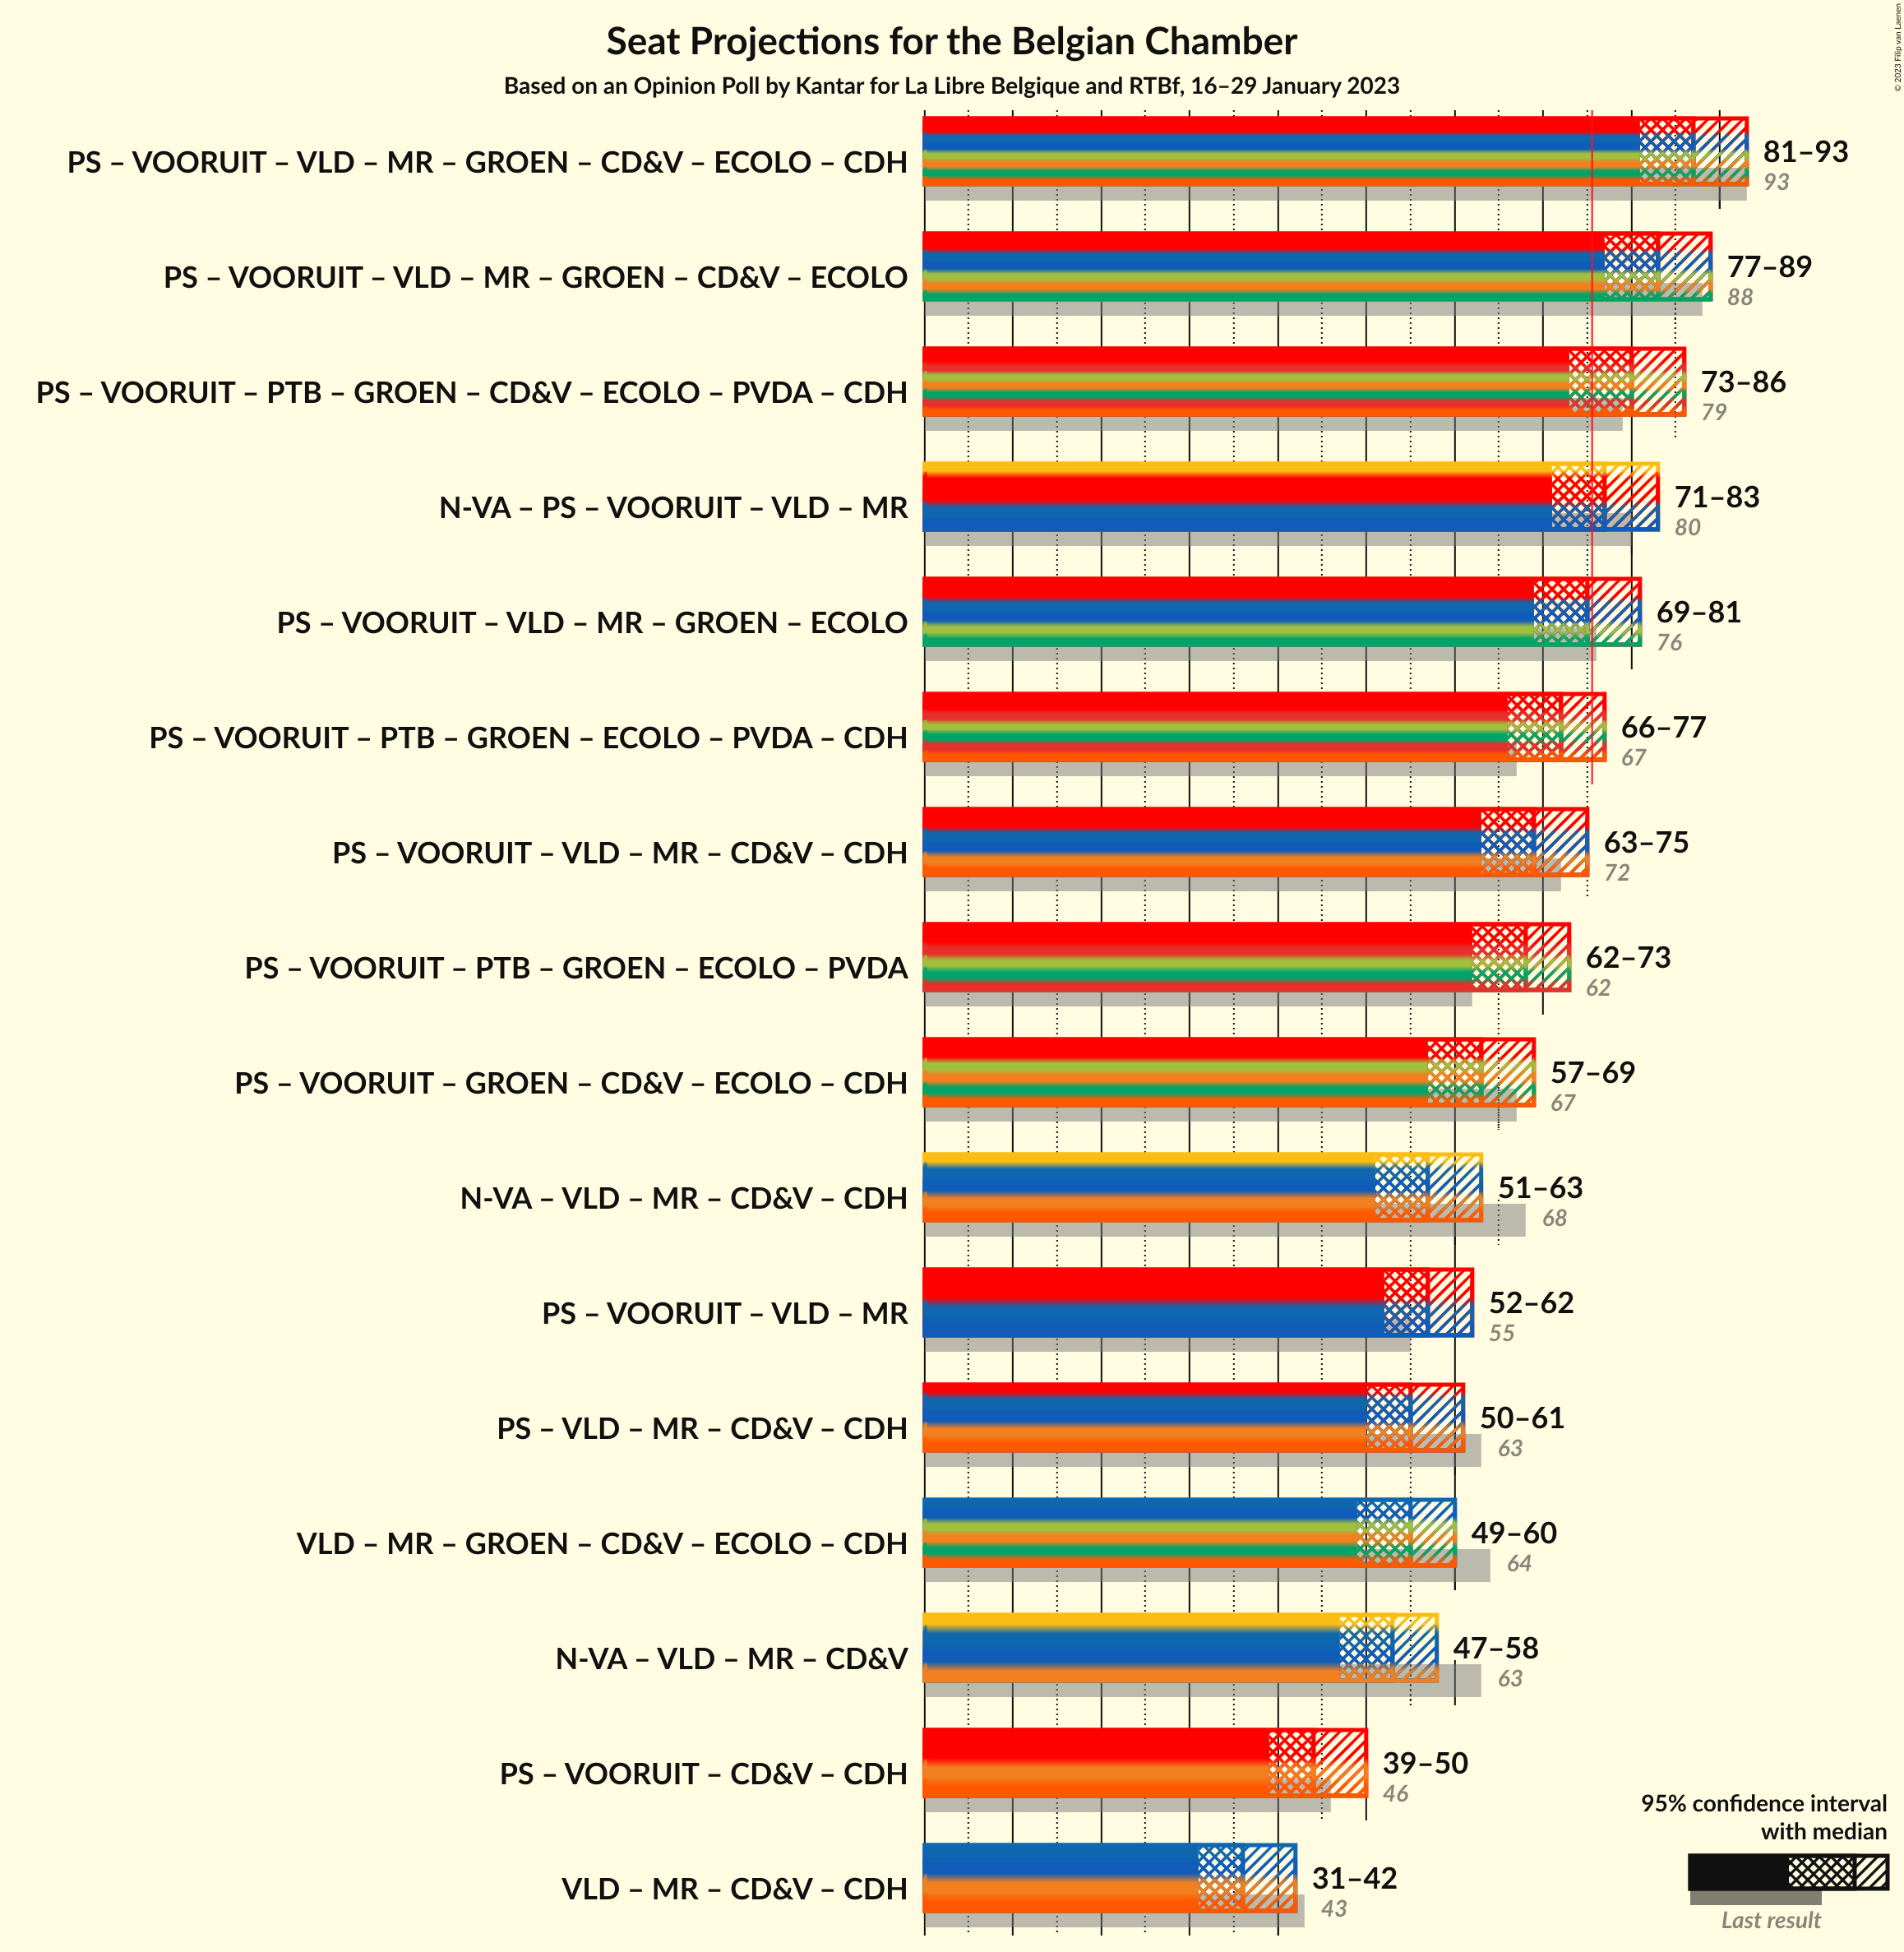 Seat Projections for the Belgian Chamber
Based on an Opinion Poll by Kantar for La Libre Belgique and RTBf, 16–29 January 2023
© 2023 Filip van Laenen
PS – VOORUIT – VLD – MR – GROEN – CD&V – ECOLO – CDH
81–93
93
PS – VOORUIT – VLD – MR – GROEN – CD&V – ECOLO
77–89
88
PS – VOORUIT – PTB – GROEN – CD&V – ECOLO – PVDA – CDH
73–86
79
N-VA – PS – VOORUIT – VLD – MR
71–83
80
PS – VOORUIT – VLD – MR – GROEN – ECOLO
69–81
76
PS – VOORUIT – PTB – GROEN – ECOLO – PVDA – CDH
66–77
67
PS – VOORUIT – VLD – MR – CD&V – CDH
63–75
72
PS – VOORUIT – PTB – GROEN – ECOLO – PVDA
62–73
62
PS – VOORUIT – GROEN – CD&V – ECOLO – CDH
57–69
67
N-VA – VLD – MR – CD&V – CDH
51–63
68
PS – VOORUIT – VLD – MR
52–62
55
PS – VLD – MR – CD&V – CDH
50–61
63
VLD – MR – GROEN – CD&V – ECOLO – CDH
49–60
64
N-VA – VLD – MR – CD&V
47–58
63
PS – VOORUIT – CD&V – CDH
39–50
46
VLD – MR – CD&V – CDH
31–42
43
95% confidence interval
with median
Last result